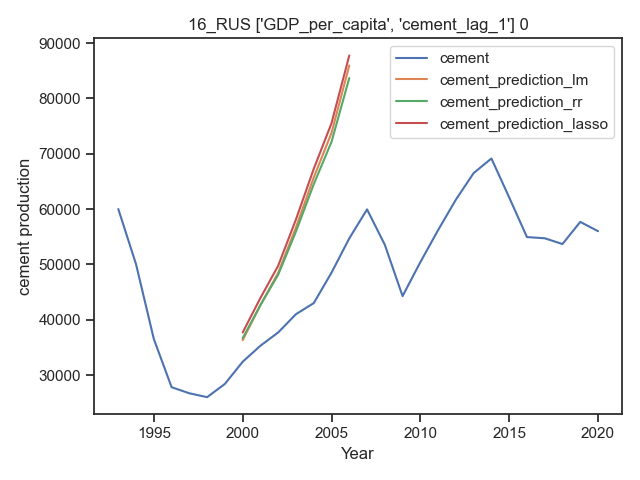 16_RUS ['GDP_per_capita', 'cement_lag_1'] 0
90000
80000
70000
60000
50000
40000
30000
cement production
cement
cement_prediction_lm
cement_prediction_rr
cement_prediction_lasso
1995
2000
2005
2010
2015
2020
Year